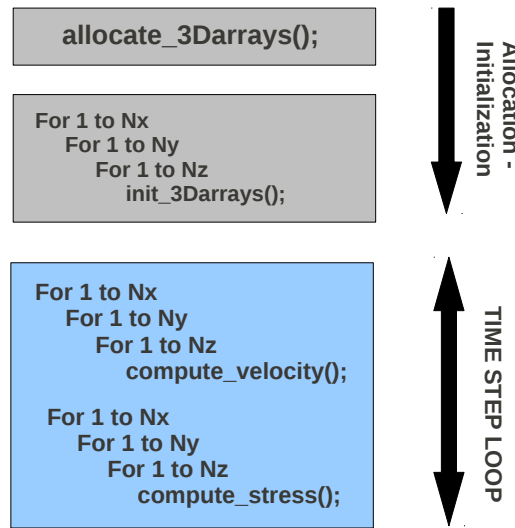 allocate_3Darrays();
Allocation -
Initialization
For 1 to Nx
For 1 to Ny
For 1 to Nz
init_3Darrays();
For 1 to Nx
For 1 to Ny
For 1 to Nz
compute_velocity();
For 1 to Nx
For 1 to Ny
For 1 to Nz
compute_stress();
TIME STEP LOOP